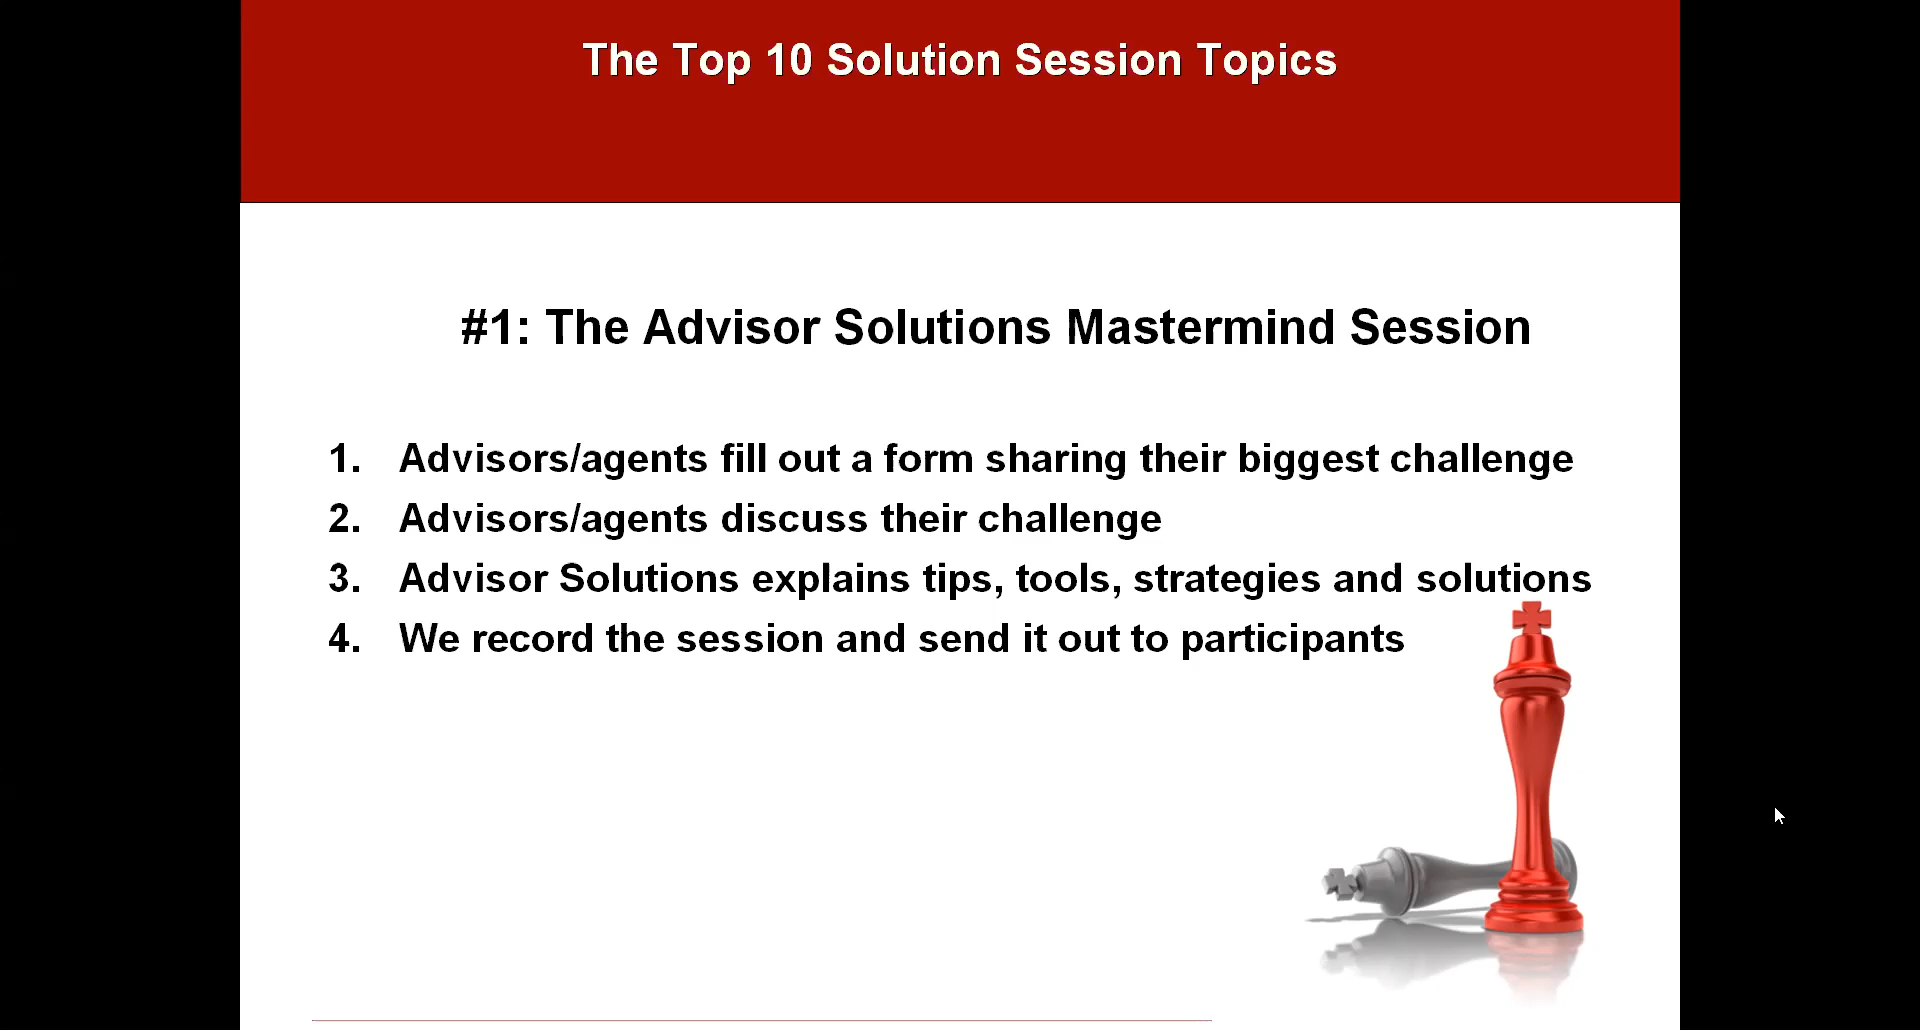 The Top 10 Solution Session Topics
#1: The Advisor Solutions Mastermind Session
1. Advisors/agents fill out a form sharing their biggest challenge
2. Advisors/agents discuss their challenge
3. Advisor Solutions explains tips, tools, strategies and solutions
4. We record the session and send it out to participants